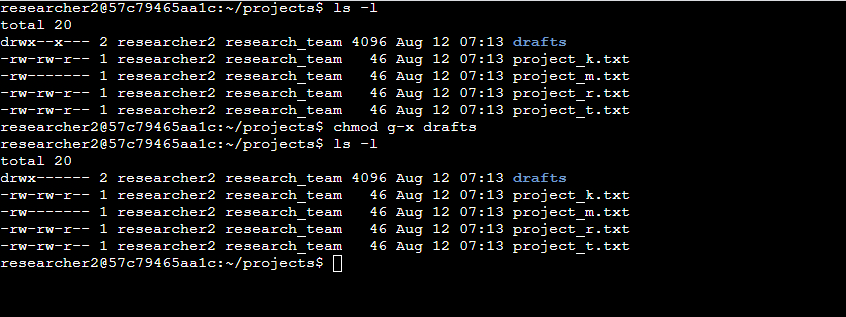 researcher2@57c79465aa1c:~/projects$ ls -l
total 20
drwx--x--- 2 researcher2 research_team 4096 Aug 12 07:13 drafts
-rw-rw-r-- 1 researcher2 research_team   46 Aug 12 07:13 project_k.txt
-rw------- 1 researcher2 research_team   46 Aug 12 07:13 project_m.txt
-rw-rw-r-- 1 researcher2 research_team   46 Aug 12 07:13 project_r.txt
-rw-rw-r-- 1 researcher2 research_team   46 Aug 12 07:13 project_t.txt
researcher2@57c79465aa1c:~/projects$ chmod g-x drafts
researcher2@57c79465aa1c:~/projects$ ls -l
total 20
drwx------ 2 researcher2 research_team 4096 Aug 12 07:13 drafts
-rw-rw-r-- 1 researcher2 research_team   46 Aug 12 07:13 project_k.txt
-rw------- 1 researcher2 research_team   46 Aug 12 07:13 project_m.txt
-rw-rw-r-- 1 researcher2 research_team   46 Aug 12 07:13 project_r.txt
-rw-rw-r-- 1 researcher2 research_team   46 Aug 12 07:13 project_t.txt
researcher2@57c79465aa1c:~/projects$